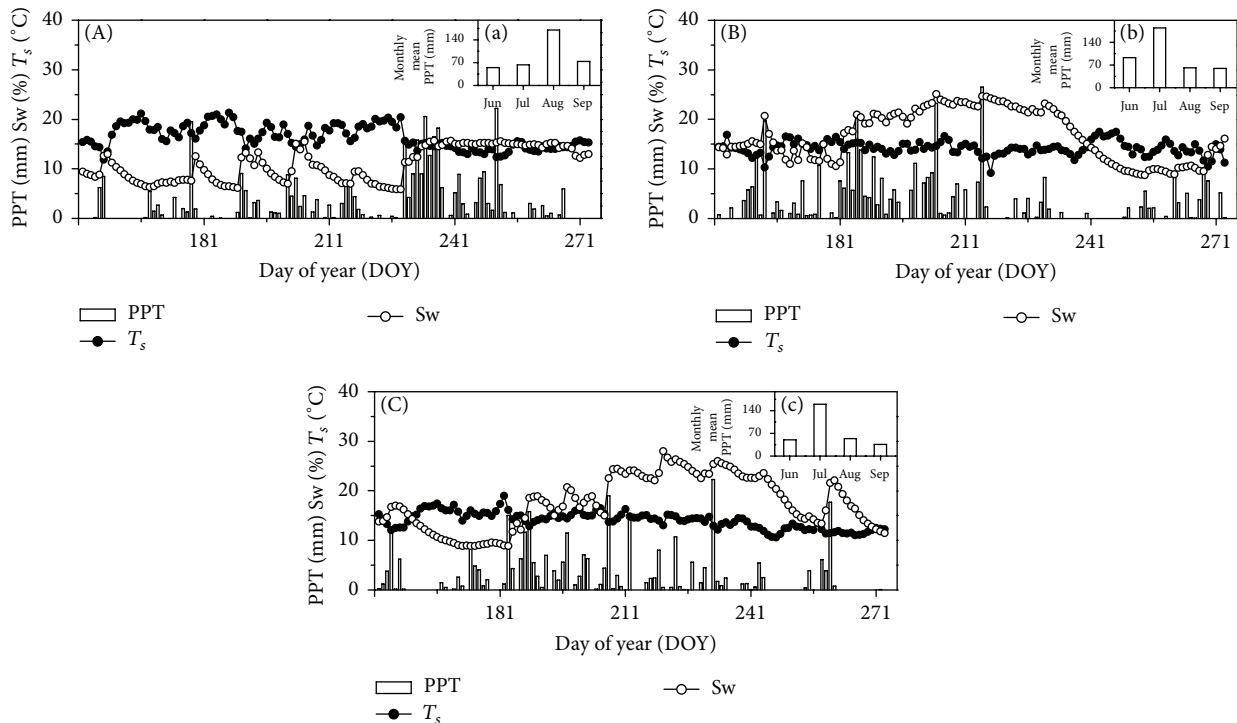 (A)
PPT (mm) Sw (%) T_s (°C)
40
30
20
10
0
181
211
241
271
Day of year (DOY)
(a)
Monthly
mean
PPT (mm)
140
70
0
Jun Jul Aug Sep
PPT
T_s
Sw
(B)
PPT (mm) Sw (%) T_s (°C)
40
30
20
10
0
181
211
241
271
Day of year (DOY)
(b)
Monthly
mean
PPT (mm)
140
70
0
Jun Jul Aug Sep
PPT
T_s
Sw
(C)
PPT (mm) Sw (%) T_s (°C)
40
30
20
10
0
181
211
241
271
Day of year (DOY)
(c)
Monthly
mean
PPT (mm)
140
70
0
Jun Jul Aug Sep
PPT
T_s
Sw